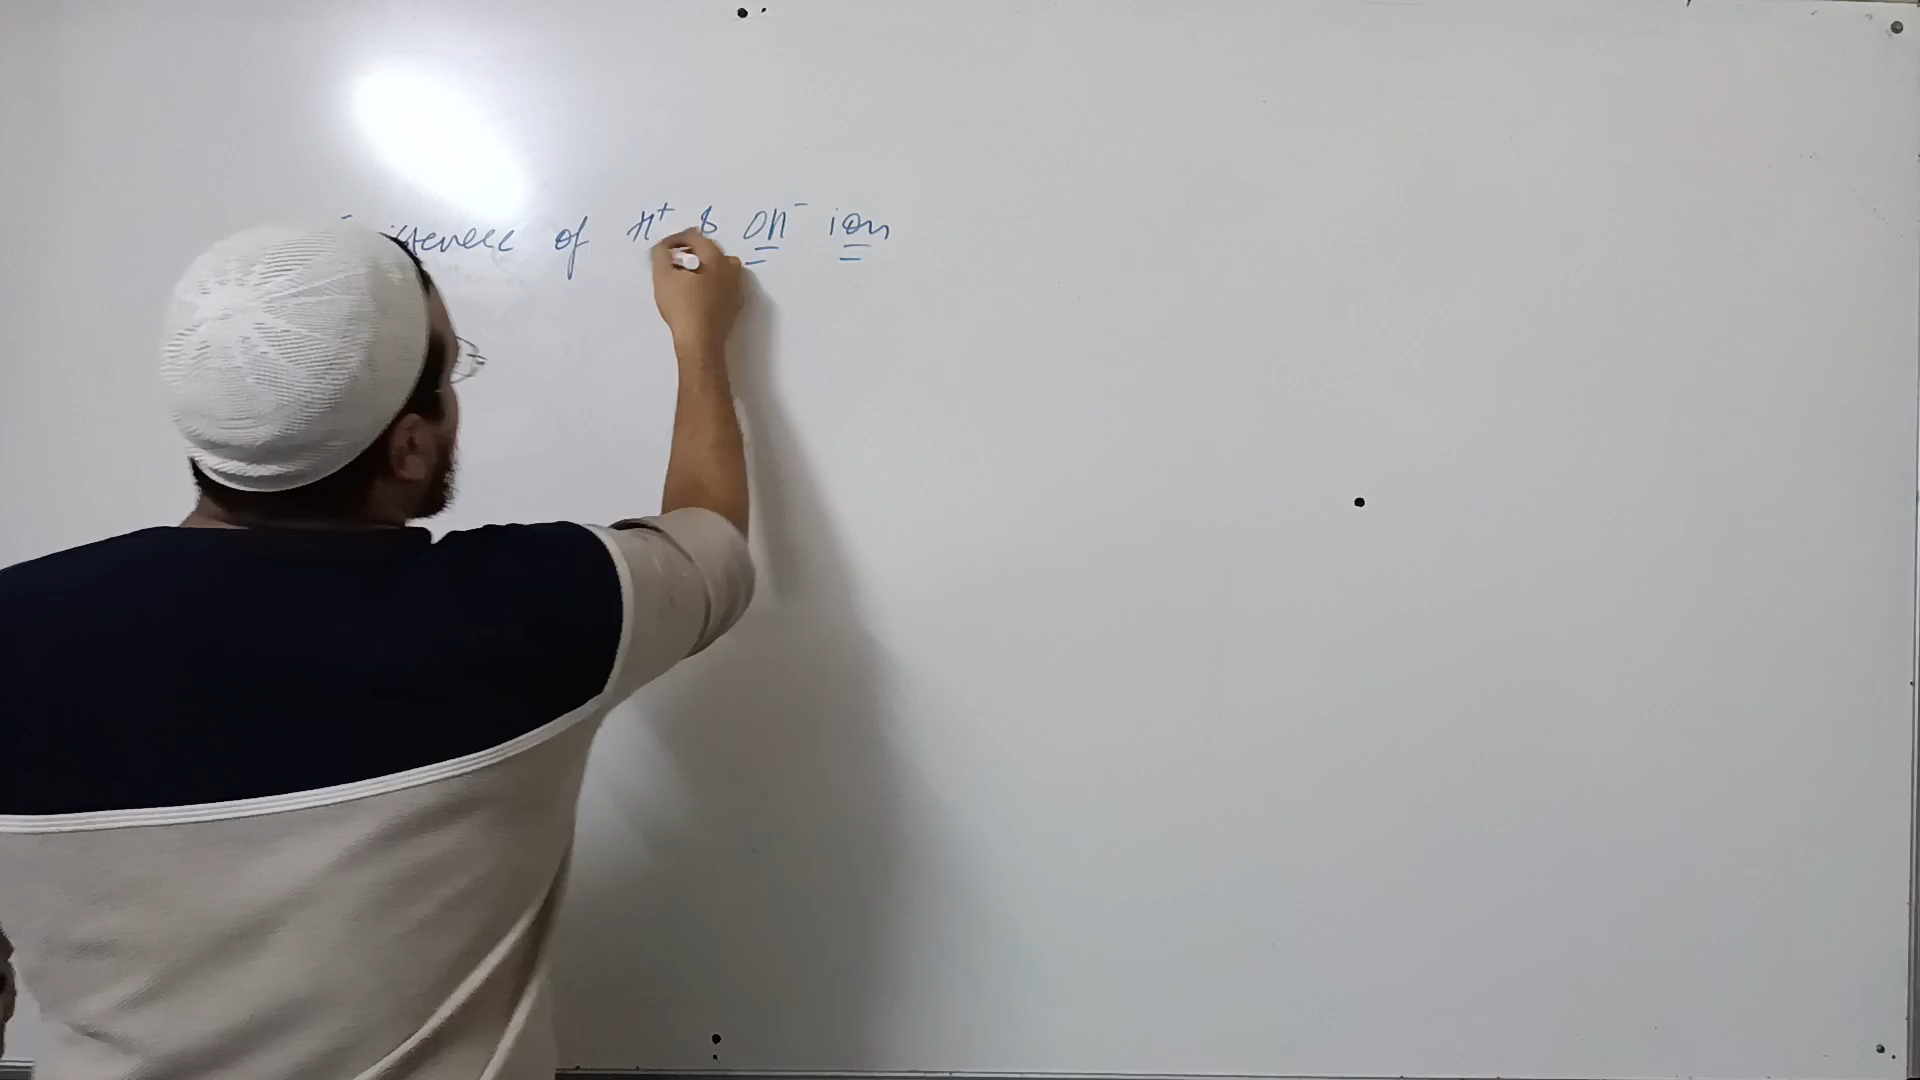 of H⁺ & OH⁻ ion